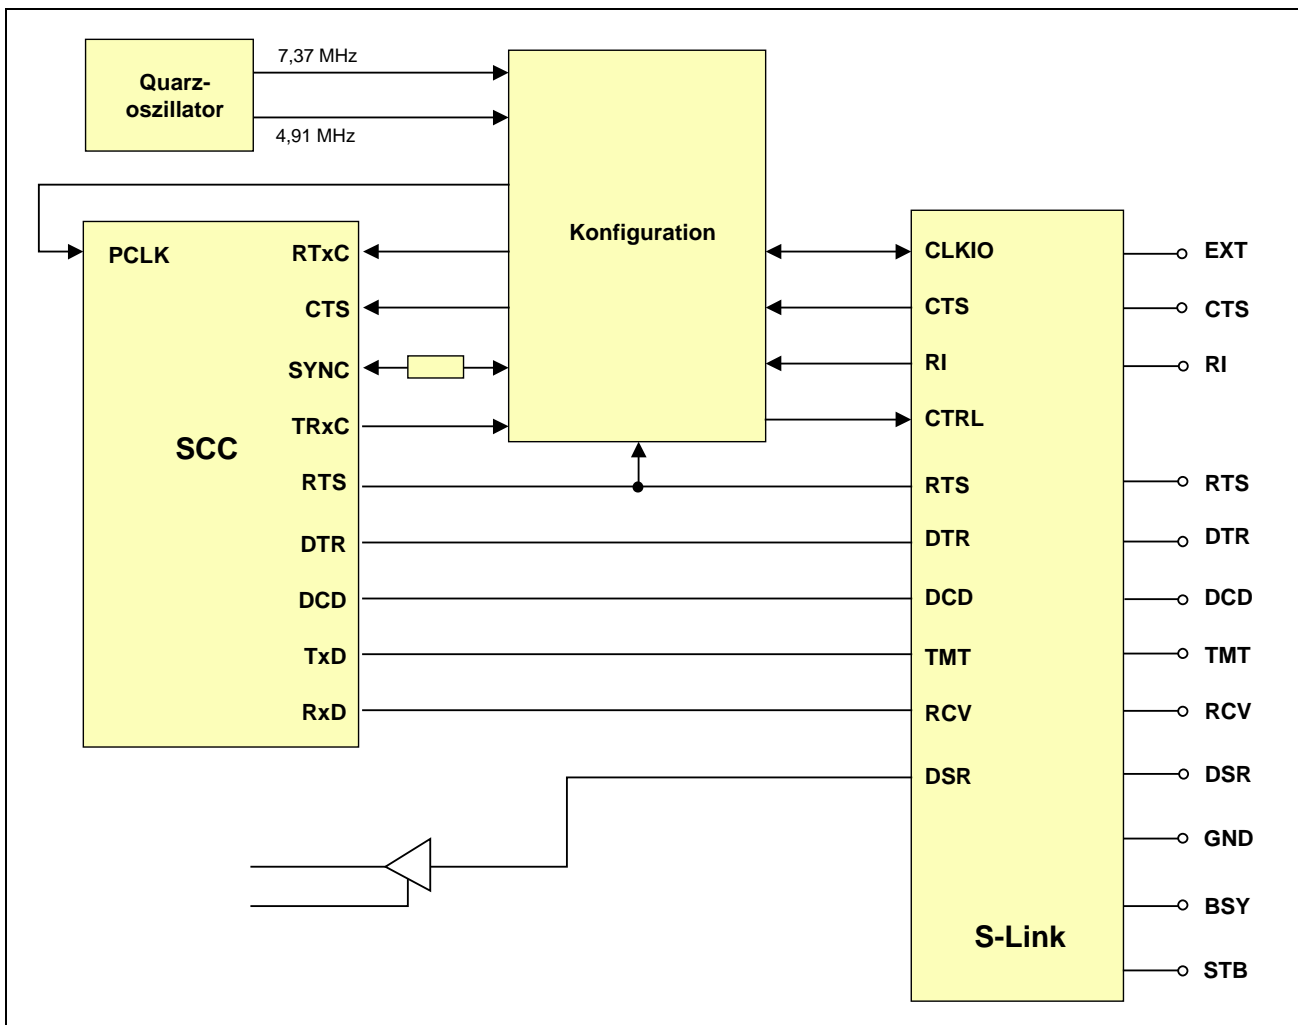 7,37 MHz
Quarz-
oszillator
4,91 MHz
Konfiguration
PCLK
RTxC
CTS
SYNC
TRxC
SCC
RTS
DTR
DCD
TxD
RxD
CLKIO
CTS
RI
CTRL
RTS
DTR
DCD
TMT
RCV
DSR
S-Link
EXT
CTS
RI
RTS
DTR
DCD
TMT
RCV
DSR
GND
BSY
STB